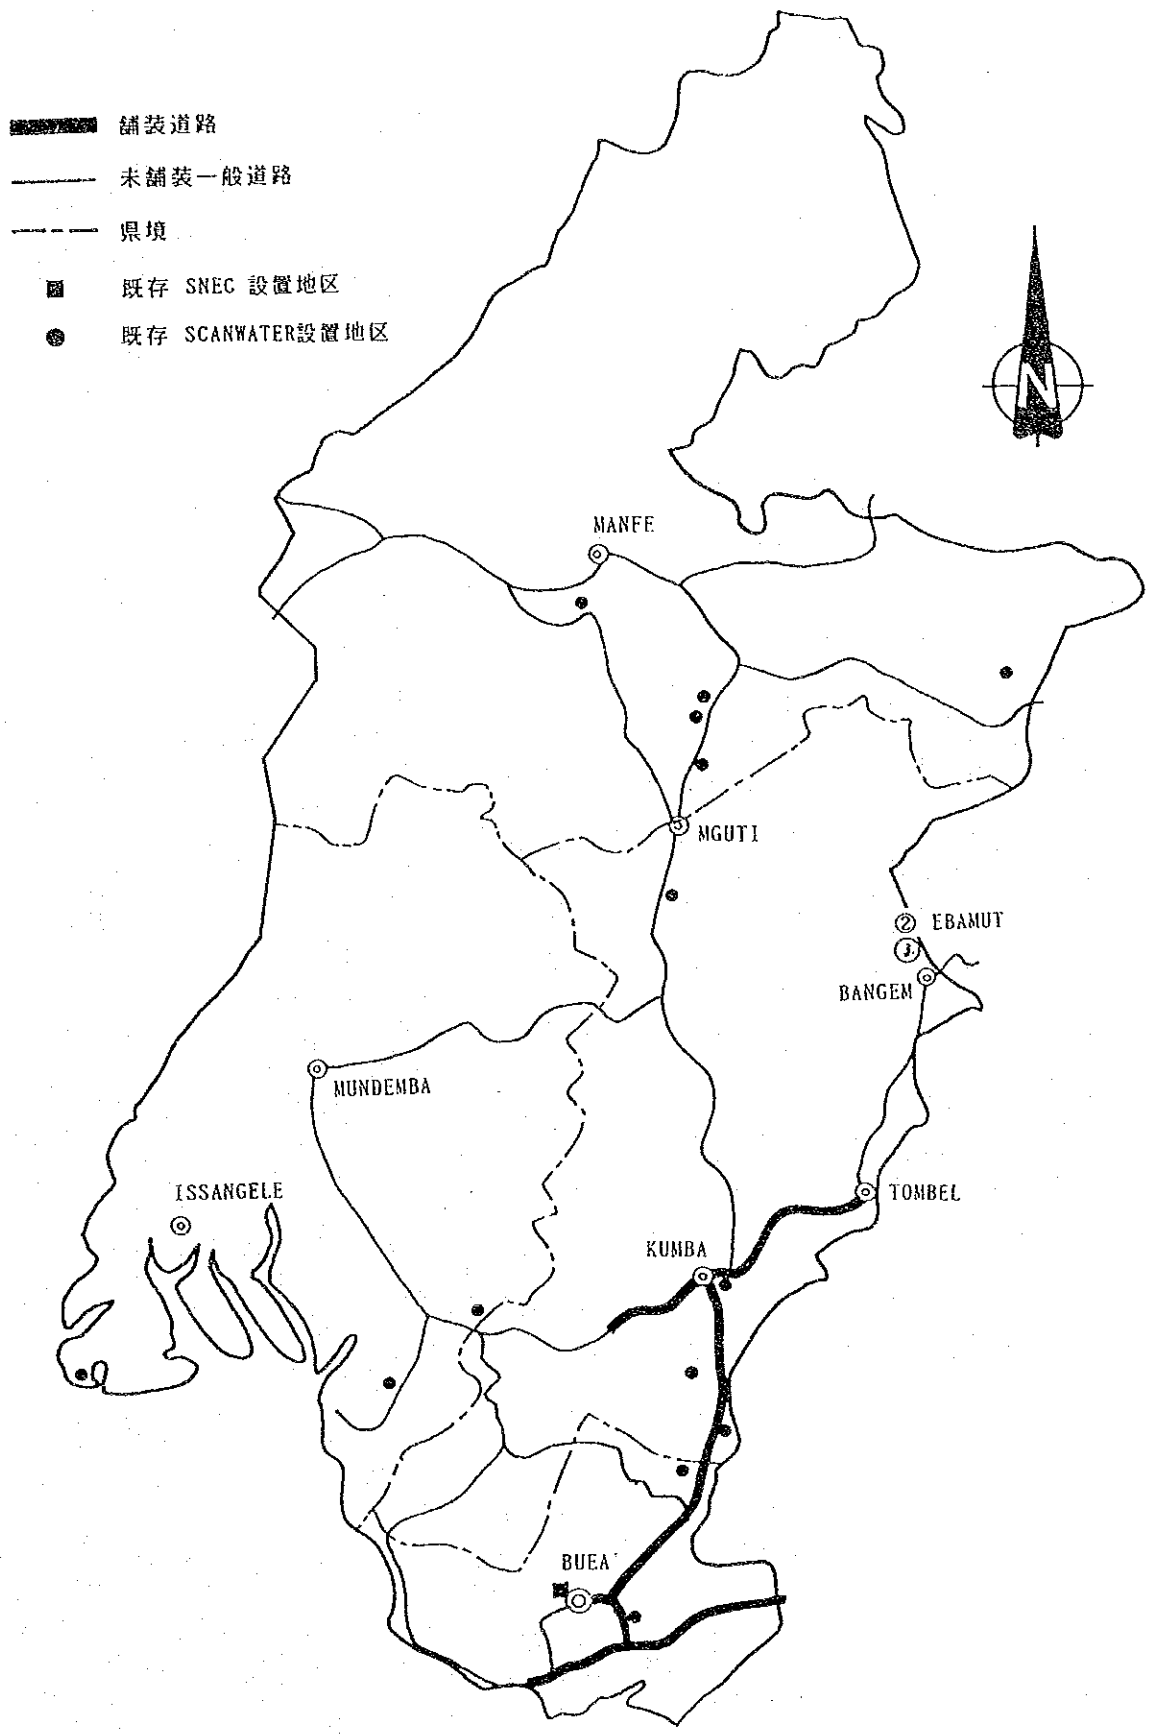 舗装道路
未舗装一般道路
県境
既存 SNEC 設置地区
既存 SCANWATER設置地区
N
MANFE
MGUTI
② EBAMUT
③
BANGEM
MUNDEMBA
ISSANGELE
TOMBEL
KUMBA
BUEA